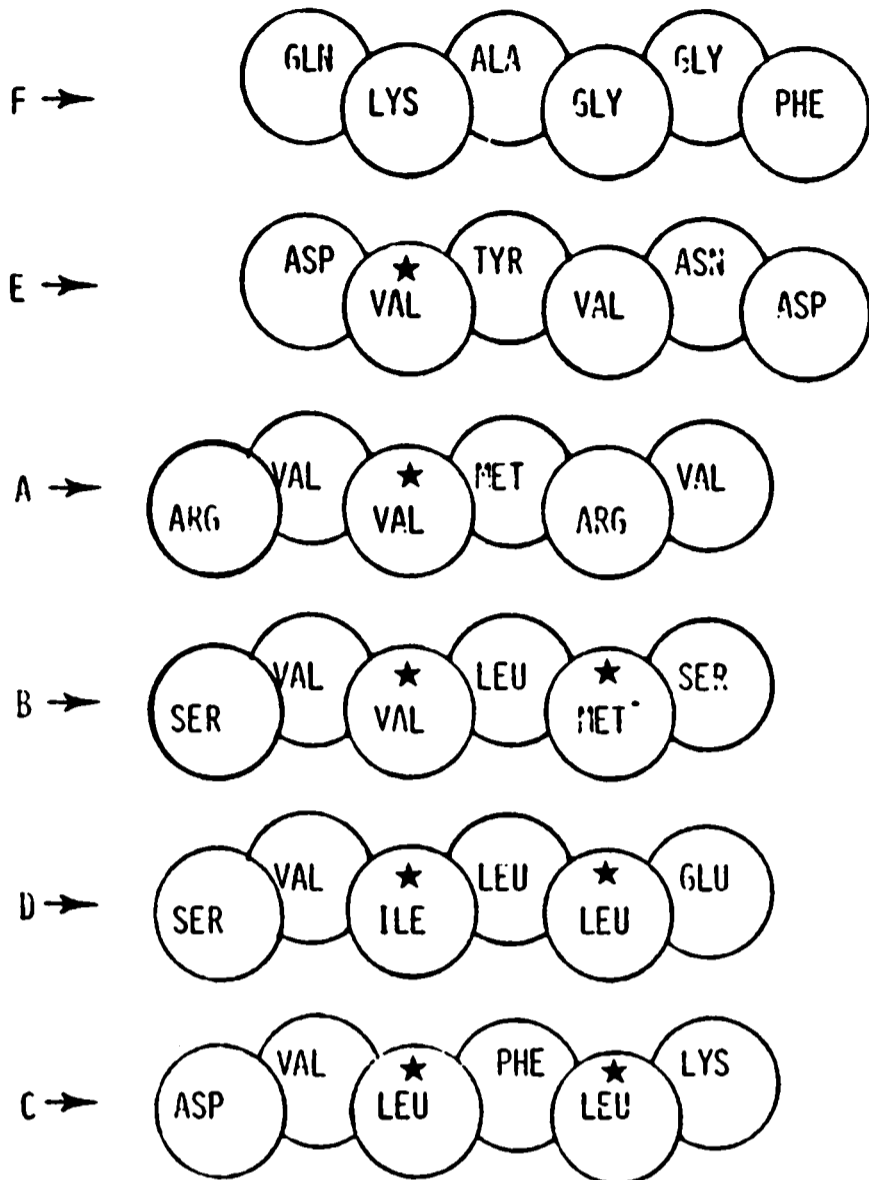 F → GLN LYS ALA GLY GLY PHE
E → ASP ★ VAL TYR VAL ASN ASP
A → ARG VAL ★ VAL MET ARG VAL
B → SER VAL ★ VAL LEU ★ MET SER
D → SER VAL ★ ILE LEU ★ LEU GLU
C → ASP VAL ★ LEU PHE ★ LEU LYS